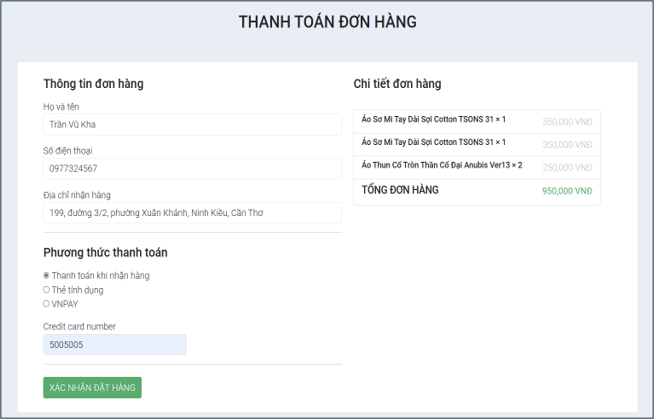 THANH TOÁN ĐƠN HÀNG
Thông tin đơn hàng
Họ và tên
Trần Vũ Kha
Số điện thoại
0977324567
Địa chỉ nhận hàng
199, đường 3/2, phường Xuân Khánh, Ninh Kiều, Cần Thơ
Phương thức thanh toán
Thanh toán khi nhận hàng
Thẻ tính dụng
VNPAY
Credit card number
5005005
XÁC NHẬN ĐẶT HÀNG
Chi tiết đơn hàng
Áo Sơ Mi Tay Dài Sợi Cotton TSONS 31 × 1 350,000 VNĐ
Áo Sơ Mi Tay Dài Sợi Cotton TSONS 31 × 1 350,000 VNĐ
Áo Thun Cổ Tròn Thần Cổ Đại Anubis Ver13 × 2 250,000 VNĐ
TỔNG ĐƠN HÀNG 950,000 VNĐ